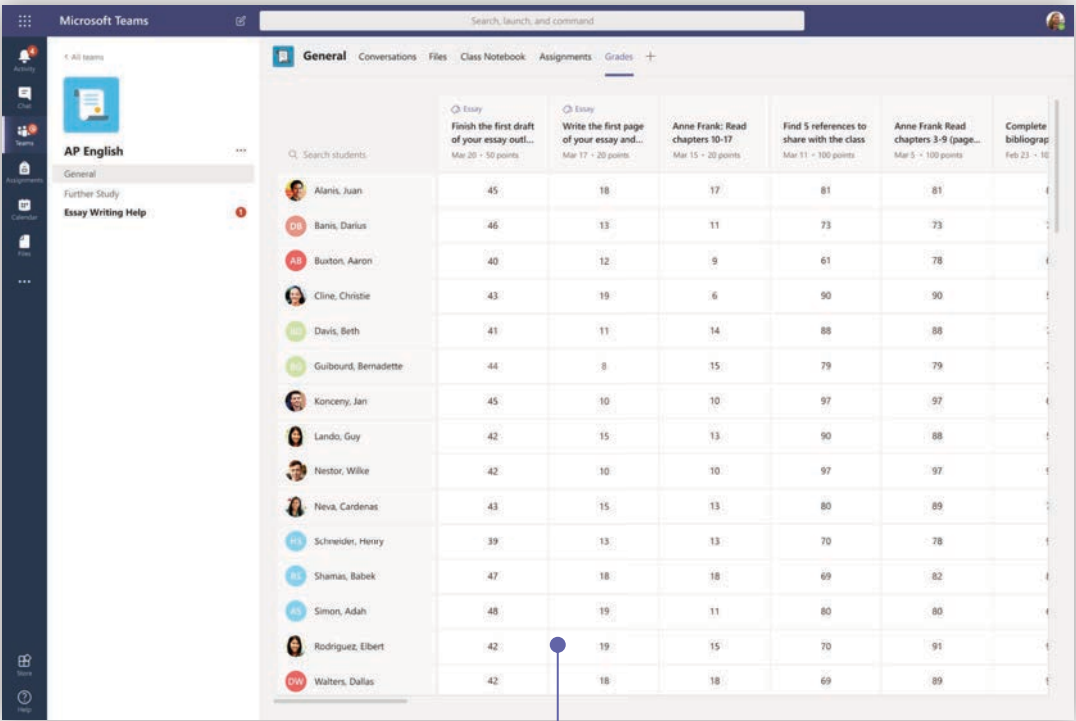 Microsoft Teams
Search, launch, and command
4
Activity
Chat
Teams
Assignments
Calendar
Files
Store
Help
< All teams
AP English
General
Further Study
Essay Writing Help 1
General Conversations Files Class Notebook Assignments Grades +
Search students
Essay
Finish the first draft
of your essay outl...
Mar 20 • 50 points
Essay
Write the first page
of your essay and...
Mar 17 • 20 points
Anne Frank: Read
chapters 10-17
Mar 15 • 20 points
Find 5 references to
share with the class
Mar 11 • 100 points
Anne Frank Read
chapters 3-9 (page...
Mar 5 • 100 points
Complete
bibliograp
Feb 23 • 10
Alanis, Juan 45 18 17 81 81
DB Banis, Darius 46 13 11 73 73
AB Buxton, Aaron 40 12 9 61 78
Cline, Christie 43 19 6 90 90
BD Davis, Beth 41 11 14 88 88
Guibourd, Bernadette 44 8 15 79 79
Konceny, Jan 45 10 10 97 97
Lando, Guy 42 15 13 90 88
Nestor, Wilke 42 10 10 97 97
Neva, Cardenas 43 15 13 80 89
HS Schneider, Henry 39 13 13 70 78
Shamas, Babek 47 18 18 69 82
AS Simon, Adah 48 19 11 80 80
Rodriguez, Elbert 42 19 15 70 91
DW Walters, Dallas 42 18 18 69 89